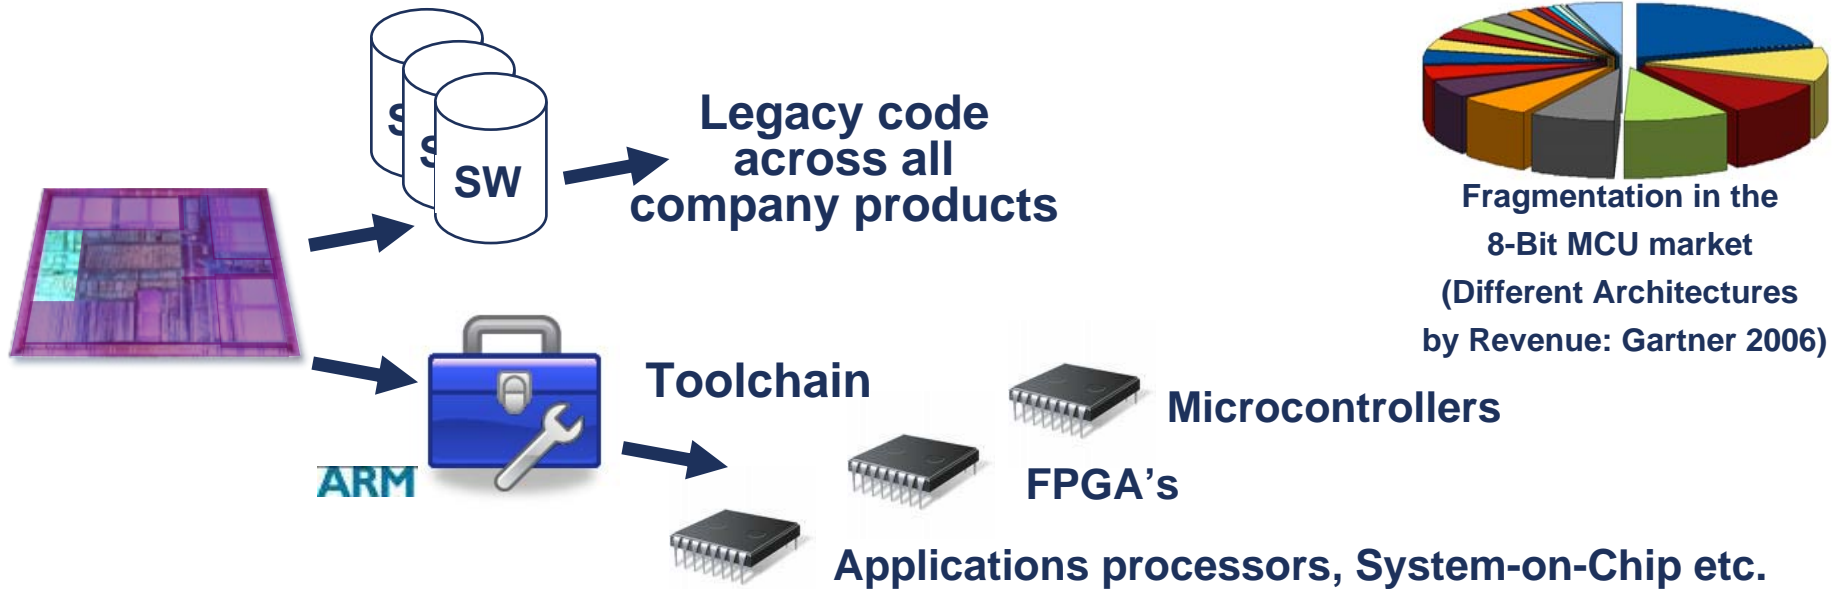 S
S
SW
Legacy code
across all
company products
Fragmentation in the
8-Bit MCU market
(Different Architectures
by Revenue: Gartner 2006)
Toolchain
ARM
Microcontrollers
FPGA’s
Applications processors, System-on-Chip etc.